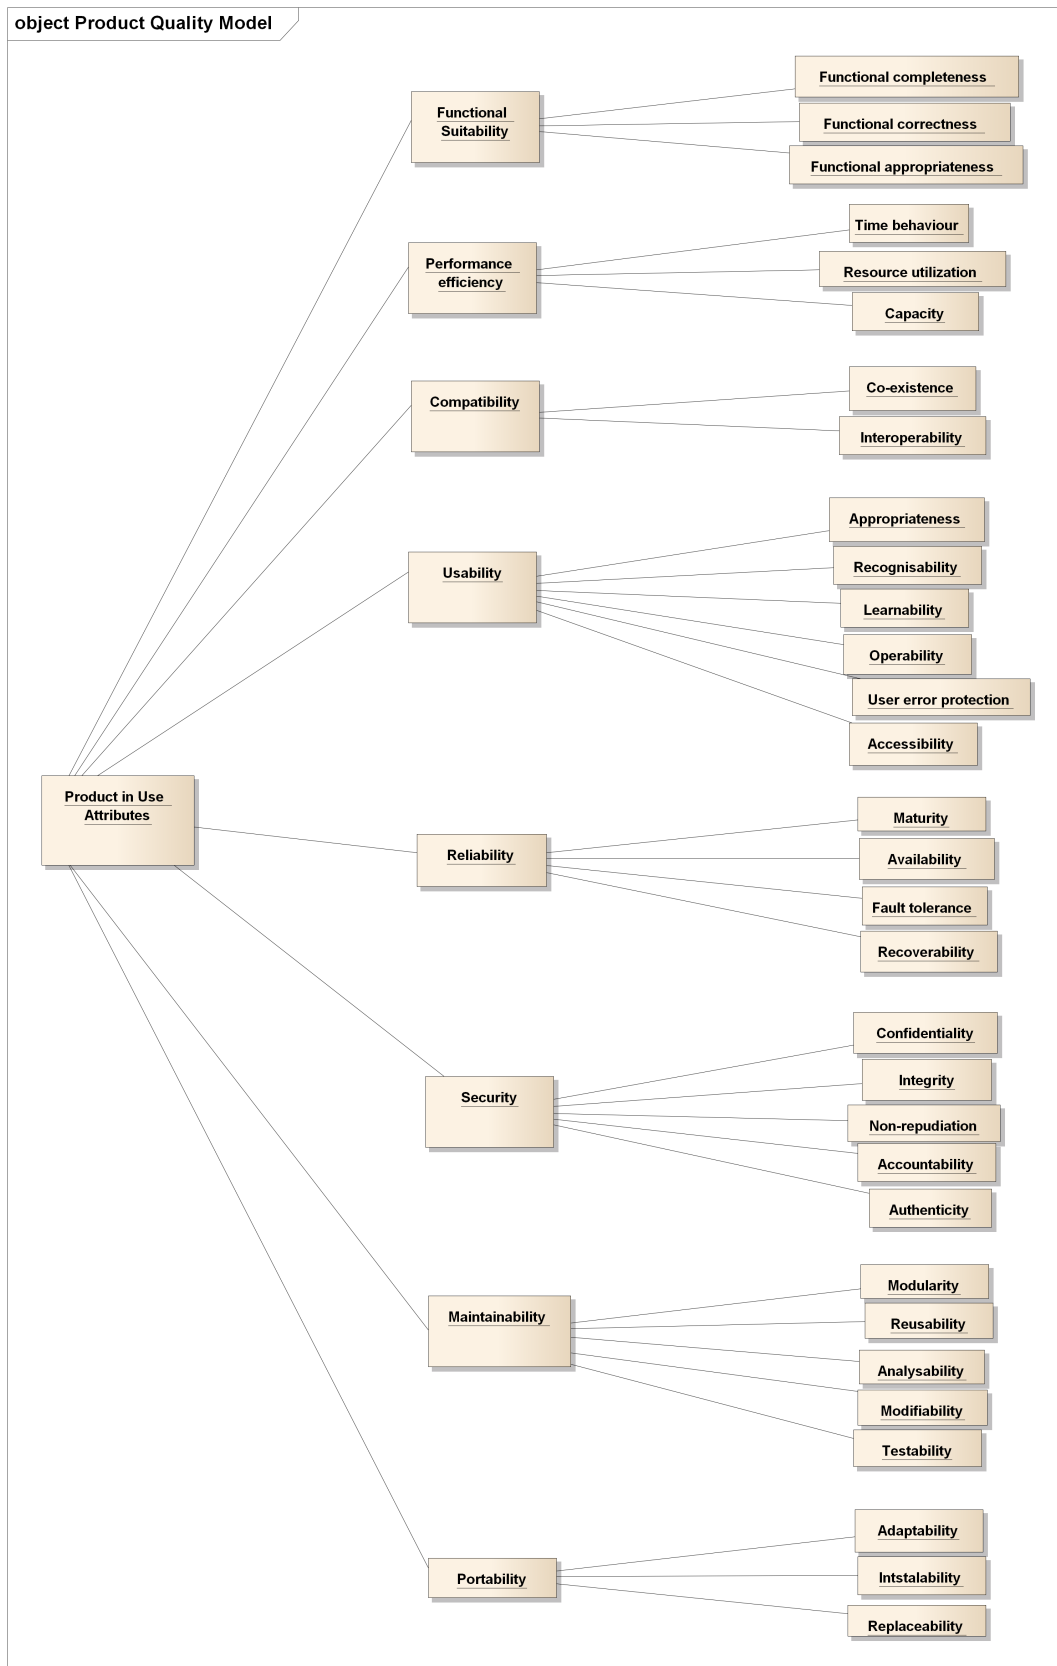 object Product Quality Model
Functional
Suitability
Functional completeness
Functional correctness
Functional appropriateness
Performance
efficiency
Time behaviour
Resource utilization
Capacity
Compatibility
Co-existence
Interoperability
Usability
Appropriateness
Recognisability
Learnability
Operability
User error protection
Accessibility
Product in Use
Attributes
Reliability
Maturity
Availability
Fault tolerance
Recoverability
Security
Confidentiality
Integrity
Non-repudiation
Accountability
Authenticity
Maintainability
Modularity
Reusability
Analysability
Modifiability
Testability
Portability
Adaptability
Intstalability
Replaceability